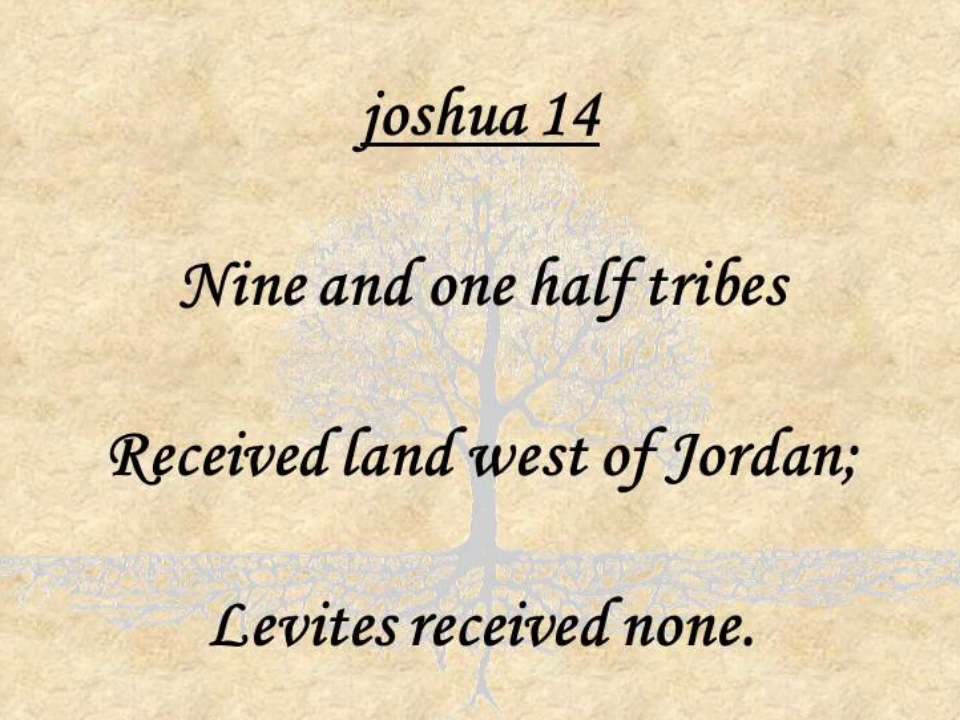 joshua 14
Nine and one half tribes
Received land west of Jordan;
Levites received none.